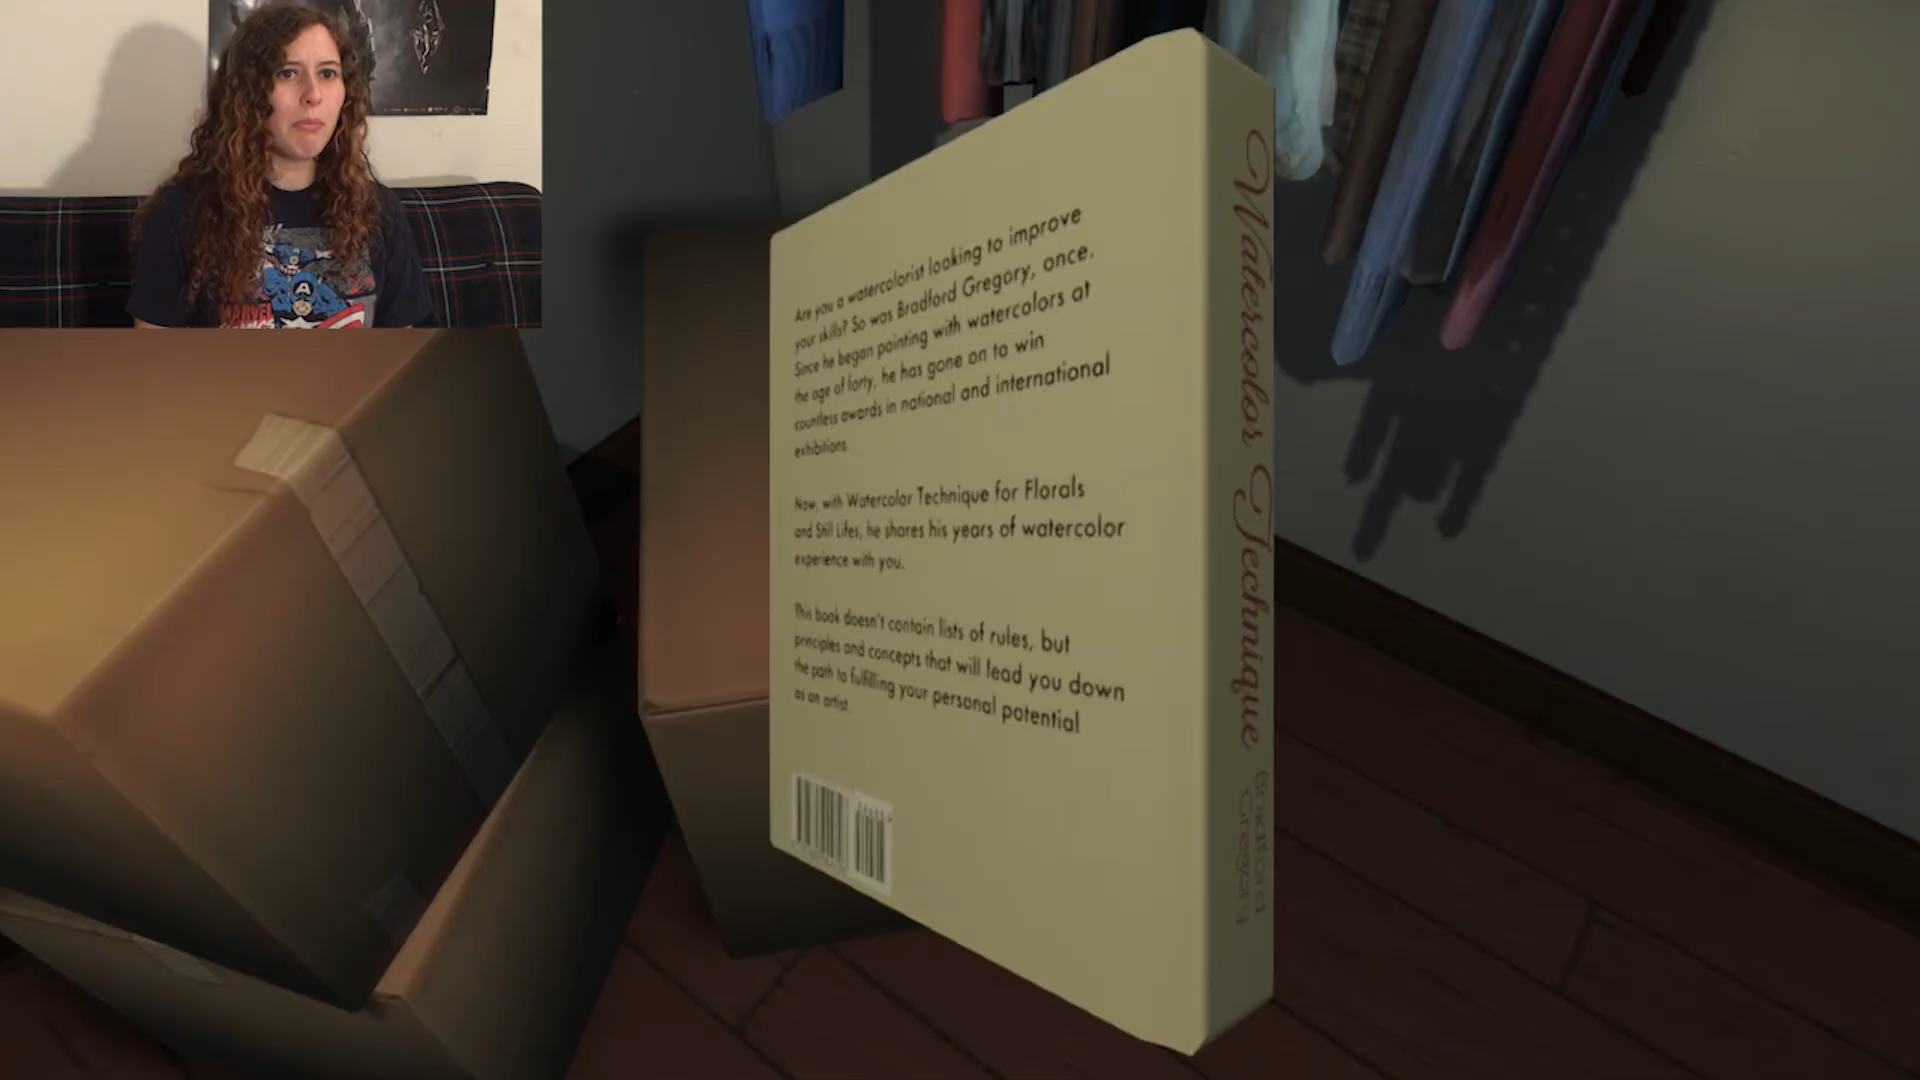 MARVEL
Are you a watercolorist looking to improve
your skills? So was Bradford Gregory, once.
Since he began painting with watercolors at
the age of forty, he has gone on to win
countless awards in national and international
exhibitions.
Now, with Watercolor Technique for Florals
and Still Lifes, he shares his years of watercolor
experience with you.
This book doesn't contain lists of rules, but
principles and concepts that will lead you down
the path to fulfilling your personal potential
as an artist.
Watercolor Technique
Bradford
Gregory